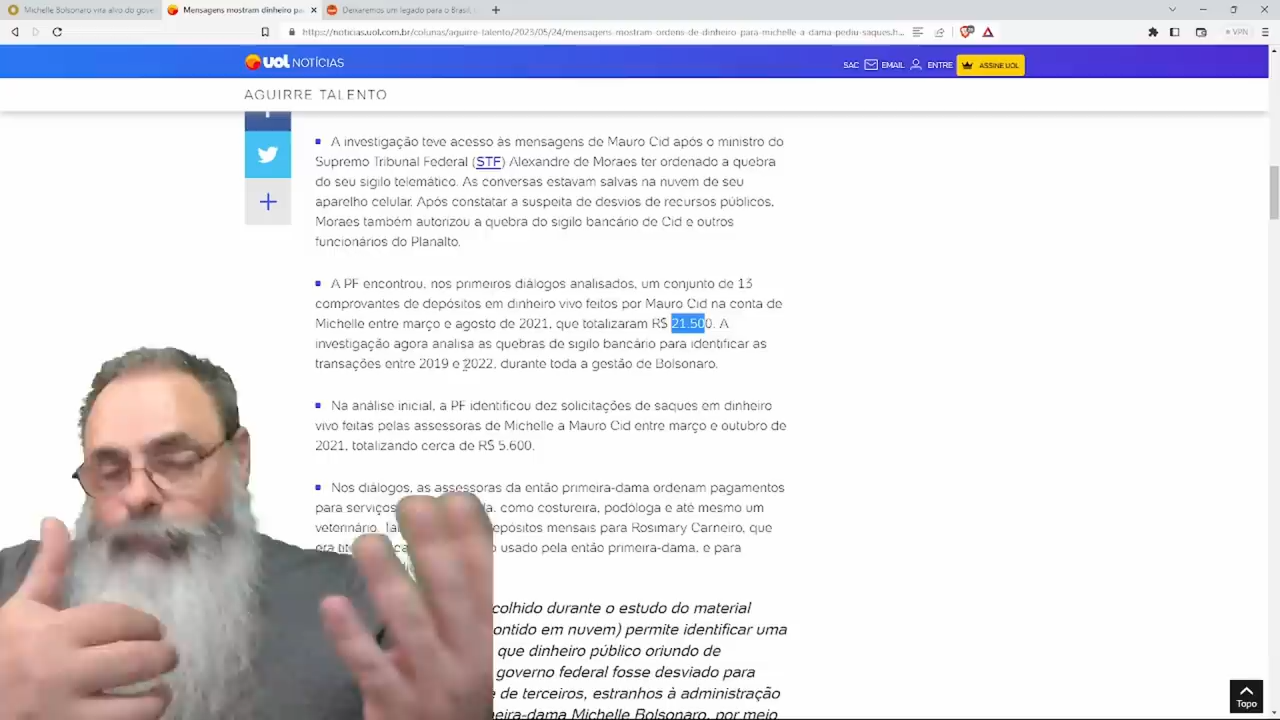 Michelle Bolsonaro vira alvo do gover
Mensagens mostram dinheiro pa
Deixaremos um legado para o Brasil,
https://noticias.uol.com.br/colunas/aguirre-talento/2023/05/24/mensagens-mostram-ordens-de-dinheiro-para-michelle-a-dama-pediu-saques.h...
VPN
UOL NOTÍCIAS
SAC EMAIL ENTRE ASSINE UOL
AGUIRRE TALENTO
A investigação teve acesso às mensagens de Mauro Cid após o ministro do
Supremo Tribunal Federal (STF) Alexandre de Moraes ter ordenado a quebra
do seu sigilo telemático. As conversas estavam salvas na nuvem de seu
aparelho celular. Após constatar a suspeita de desvios de recursos públicos,
Moraes também autorizou a quebra do sigilo bancário de Cid e outros
funcionários do Planalto.
A PF encontrou, nos primeiros diálogos analisados, um conjunto de 13
comprovantes de depósitos em dinheiro vivo feitos por Mauro Cid na conta de
Michelle entre março e agosto de 2021, que totalizaram R$ 21.500. A
investigação agora analisa as quebras de sigilo bancário para identificar as
transações entre 2019 e 2022, durante toda a gestão de Bolsonaro.
Na análise inicial, a PF identificou dez solicitações de saques em dinheiro
vivo feitas pelas assessoras de Michelle a Mauro Cid entre março e outubro de
2021, totalizando cerca de R$ 5.600.
Nos diálogos, as assessoras da então primeira-dama ordenam pagamentos
para serviços como costureira, podóloga e até mesmo um
veterinário. depósitos mensais para Rosimary Carneiro, que
era usado pela então primeira-dama, e para
colhido durante o estudo do material
ontido em nuvem) permite identificar uma
que dinheiro público oriundo de
governo federal fosse desviado para
e de terceiros, estranhos à administração
eira-dama Michelle Bolsonaro, por meio
Topo